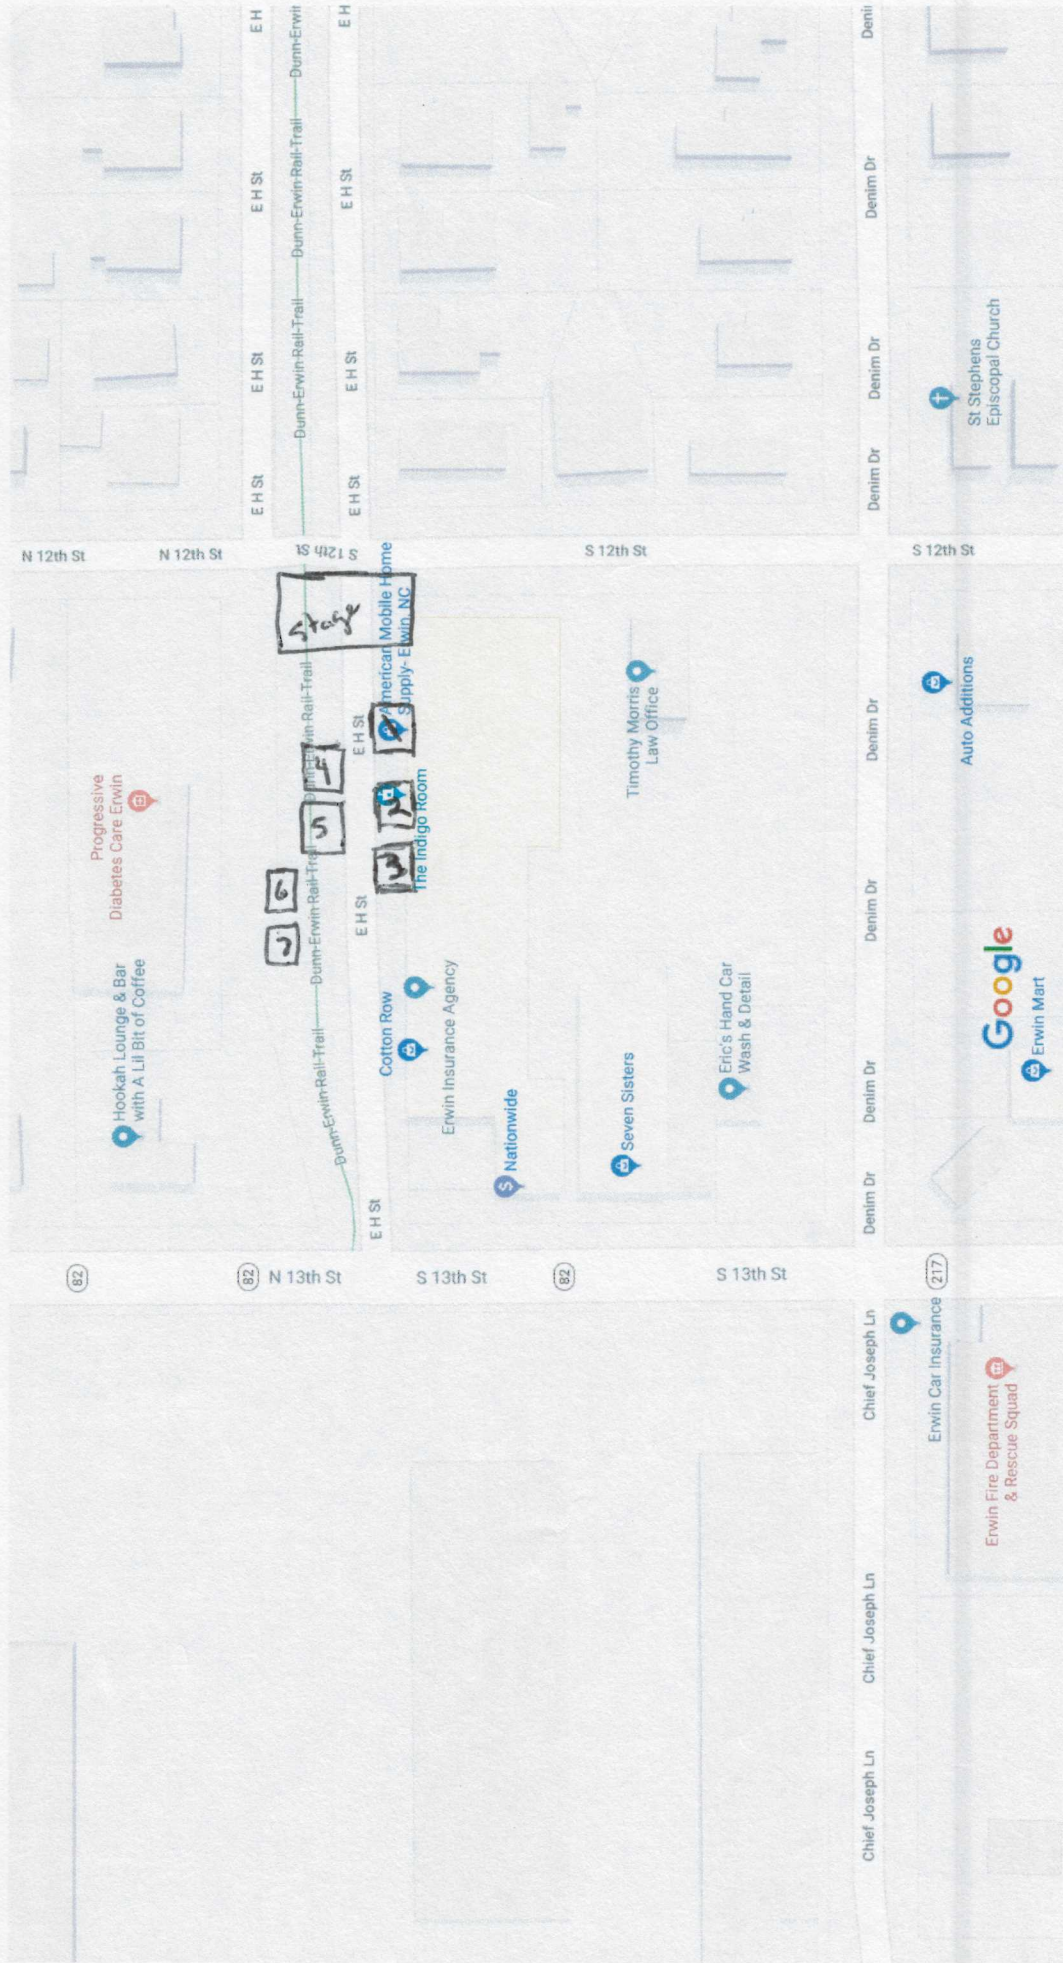 E H
Dunn-Erwin
E H
Deni
E H St
Dunn-Erwin-Rail-Trail
E H St
Denim Dr
E H St
Dunn-Erwin-Rail-Trail
E H St
Denim Dr
St Stephens
Episcopal Church
E H St
E H St
Denim Dr
N 12th St
N 12th St
S 12th St
S 12th St
S 12th St
Stage
American Mobile Home
Supply- Erwin, NC
Dunn-Erwin-Rail-Trail
E H St
Timothy Morris
Law Office
Denim Dr
Auto Additions
Progressive
Diabetes Care Erwin
4
5
2
3
The Indigo Room
6
7
E H St
Denim Dr
Hookah Lounge & Bar
with A Lil Bit of Coffee
Dunn-Erwin-Rail-Trail
Cotton Row
Erwin Insurance Agency
Eric's Hand Car
Wash & Detail
Google
Erwin Mart
Dunn-Erwin-Rail-Trail
Nationwide
Seven Sisters
Denim Dr
E H St
Denim Dr
82
82
N 13th St
S 13th St
82
S 13th St
217
Chief Joseph Ln
Erwin Car Insurance
Erwin Fire Department
& Rescue Squad
Chief Joseph Ln
Chief Joseph Ln